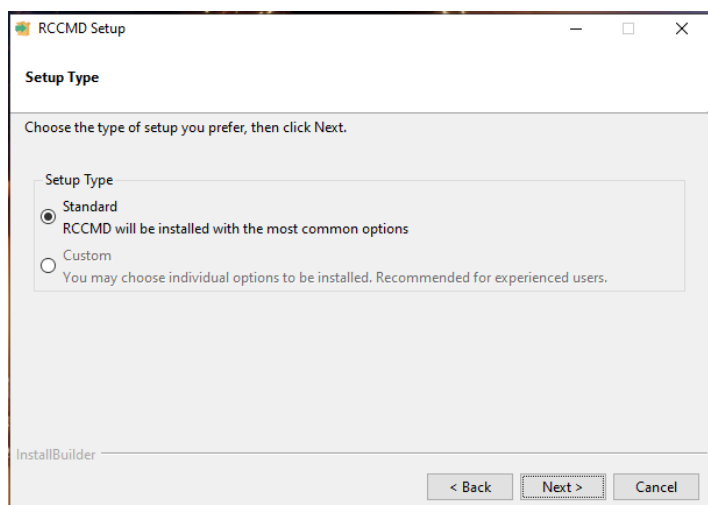 RCCMD Setup
Setup Type
Choose the type of setup you prefer, then click Next.
Setup Type
Standard
RCCMD will be installed with the most common options
Custom
You may choose individual options to be installed. Recommended for experienced users.
InstallBuilder
< Back Next > Cancel